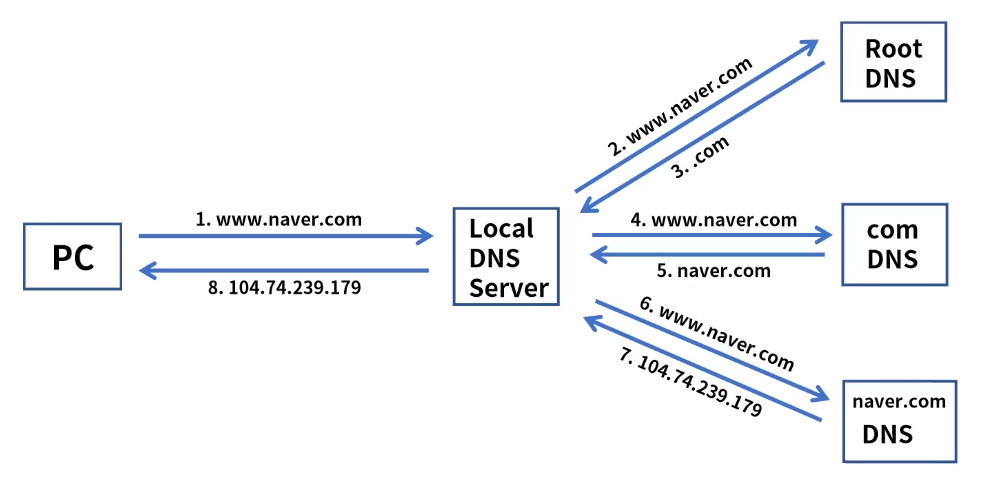 PC
1. www.naver.com
8. 104.74.239.179
Local
DNS
Server
2. www.naver.com
3. .com
Root
DNS
4. www.naver.com
5. naver.com
com
DNS
6. www.naver.com
7. 104.74.239.179
naver.com
DNS